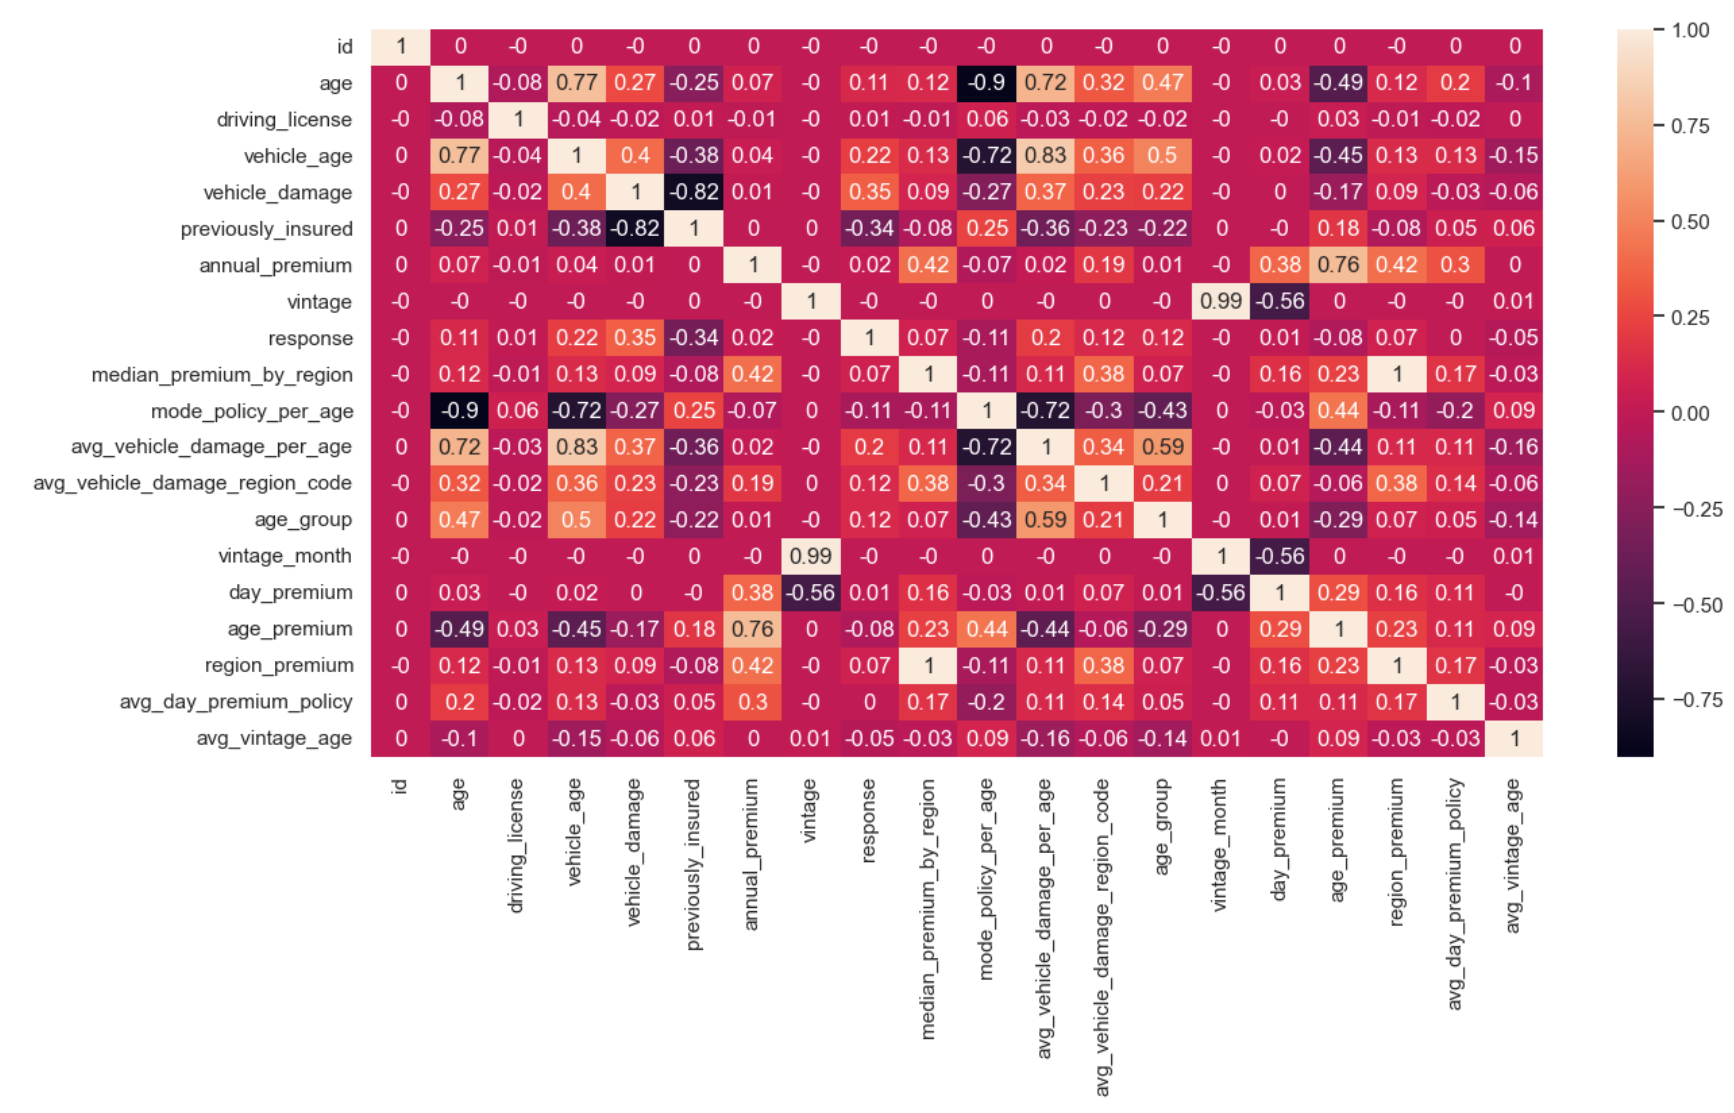 id 1 0 -0 0 -0 0 0 -0 -0 -0 -0 0 0 0 -0 0 0 -0 0 0
age 0 1 -0.08 0.77 0.27 -0.25 0.07 -0 0.11 0.12 -0.9 0.72 0.32 0.47 -0 0.03 -0.49 0.12 0.2 -0.1
driving_license -0 -0.08 1 -0.04 -0.02 0.01 -0.01 -0 0.01 -0.01 0.06 -0.03 -0.02 -0.02 -0 -0 0.03 -0.01 -0.02 0
vehicle_age 0 0.77 -0.04 1 0.4 -0.38 0.04 -0 0.22 0.13 -0.72 0.83 0.36 0.5 -0 0.02 -0.45 0.13 0.13 -0.15
vehicle_damage -0 0.27 -0.02 0.4 1 -0.82 0.01 -0 0.35 0.09 -0.27 0.37 0.23 0.22 -0 0 -0.17 0.09 -0.03 -0.06
previously_insured 0 -0.25 0.01 -0.38 -0.82 1 0 0 -0.34 -0.08 0.25 -0.36 -0.23 -0.22 0 -0 0.18 -0.08 0.05 0.06
annual_premium 0 0.07 -0.01 0.04 0.01 0 1 -0 0.02 0.42 -0.07 0.02 0.19 0.01 -0 0.38 0.76 0.42 0.3 0
vintage -0 -0 -0 -0 -0 0 -0 1 -0 -0 0 -0 0 -0 0.99 -0.56 0 -0 -0 0.01
response -0 0.11 0.01 0.22 0.35 -0.34 0.02 -0 1 0.07 -0.11 0.2 0.12 0.12 -0 0.01 -0.08 0.07 0 -0.05
median_premium_by_region -0 0.12 -0.01 0.13 0.09 -0.08 0.42 -0 0.07 1 -0.11 0.11 0.38 0.07 -0 0.16 0.23 1 0.17 -0.03
mode_policy_per_age -0 -0.9 0.06 -0.72 -0.27 0.25 -0.07 0 -0.11 -0.11 1 -0.72 -0.3 -0.43 0 -0.03 0.44 -0.11 -0.2 0.09
avg_vehicle_damage_per_age 0 0.72 -0.03 0.83 0.37 -0.36 0.02 -0 0.2 0.11 -0.72 1 0.34 0.59 -0 0.01 -0.44 0.11 0.11 -0.16
avg_vehicle_damage_region_code -0 0.32 -0.02 0.36 0.23 -0.23 0.19 0 0.12 0.38 -0.3 0.34 1 0.21 0 0.07 -0.06 0.38 0.14 -0.06
age_group 0 0.47 -0.02 0.5 0.22 -0.22 0.01 -0 0.12 0.07 -0.43 0.59 0.21 1 -0 0.01 -0.29 0.07 0.05 -0.14
vintage_month -0 -0 -0 -0 -0 0 -0 0.99 -0 -0 0 -0 0 -0 1 -0.56 0 -0 -0 0.01
day_premium 0 0.03 -0 0.02 0 -0 0.38 -0.56 0.01 0.16 -0.03 0.01 0.07 0.01 -0.56 1 0.29 0.16 0.11 -0
age_premium 0 -0.49 0.03 -0.45 -0.17 0.18 0.76 0 -0.08 0.23 0.44 -0.44 -0.06 -0.29 0 0.29 1 0.23 0.11 0.09
region_premium -0 0.12 -0.01 0.13 0.09 -0.08 0.42 -0 0.07 1 -0.11 0.11 0.38 0.07 -0 0.16 0.23 1 0.17 -0.03
avg_day_premium_policy 0 0.2 -0.02 0.13 -0.03 0.05 0.3 -0 0 0.17 -0.2 0.11 0.14 0.05 -0 0.11 0.11 0.17 1 -0.03
avg_vintage_age 0 -0.1 0 -0.15 -0.06 0.06 0 0.01 -0.05 -0.03 0.09 -0.16 -0.06 -0.14 0.01 -0 0.09 -0.03 -0.03 1
id
age
driving_license
vehicle_age
vehicle_damage
previously_insured
annual_premium
vintage
response
median_premium_by_region
mode_policy_per_age
avg_vehicle_damage_per_age
avg_vehicle_damage_region_code
age_group
vintage_month
day_premium
age_premium
region_premium
avg_day_premium_policy
avg_vintage_age
1.00
0.75
0.50
0.25
0.00
−0.25
−0.50
−0.75